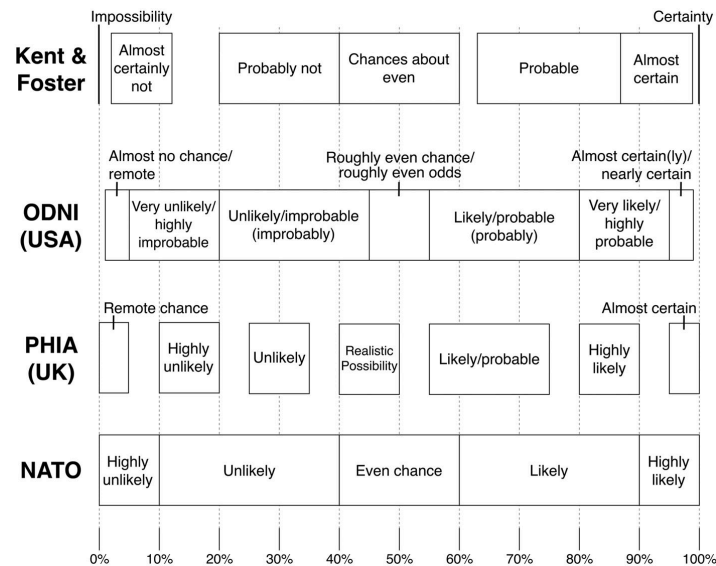 Impossibility
Certainty
Kent &
Foster
Almost
certainly
not
Probably not
Chances about
even
Probable
Almost
certain
ODNI
(USA)
Almost no chance/
remote
Roughly even chance/
roughly even odds
Almost certain(ly)/
nearly certain
Very unlikely/
highly
improbable
Unlikely/improbable
(improbably)
Likely/probable
(probably)
Very likely/
highly
probable
PHIA
(UK)
Remote chance
Almost certain
Highly
unlikely
Unlikely
Realistic
Possibility
Likely/probable
Highly
likely
NATO
Highly
unlikely
Unlikely
Even chance
Likely
Highly
likely
0% 10% 20% 30% 40% 50% 60% 70% 80% 90% 100%